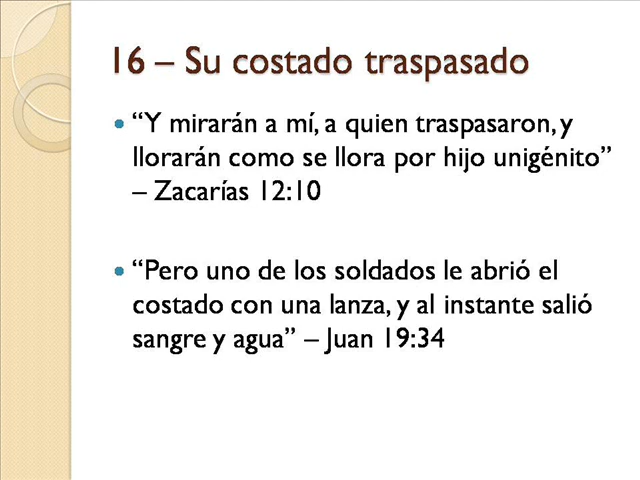 16 – Su costado traspasado
• “Y mirarán a mí, a quien traspasaron, y
llorarán como se llora por hijo unigénito”
– Zacarías 12:10
• “Pero uno de los soldados le abrió el
costado con una lanza, y al instante salió
sangre y agua” – Juan 19:34